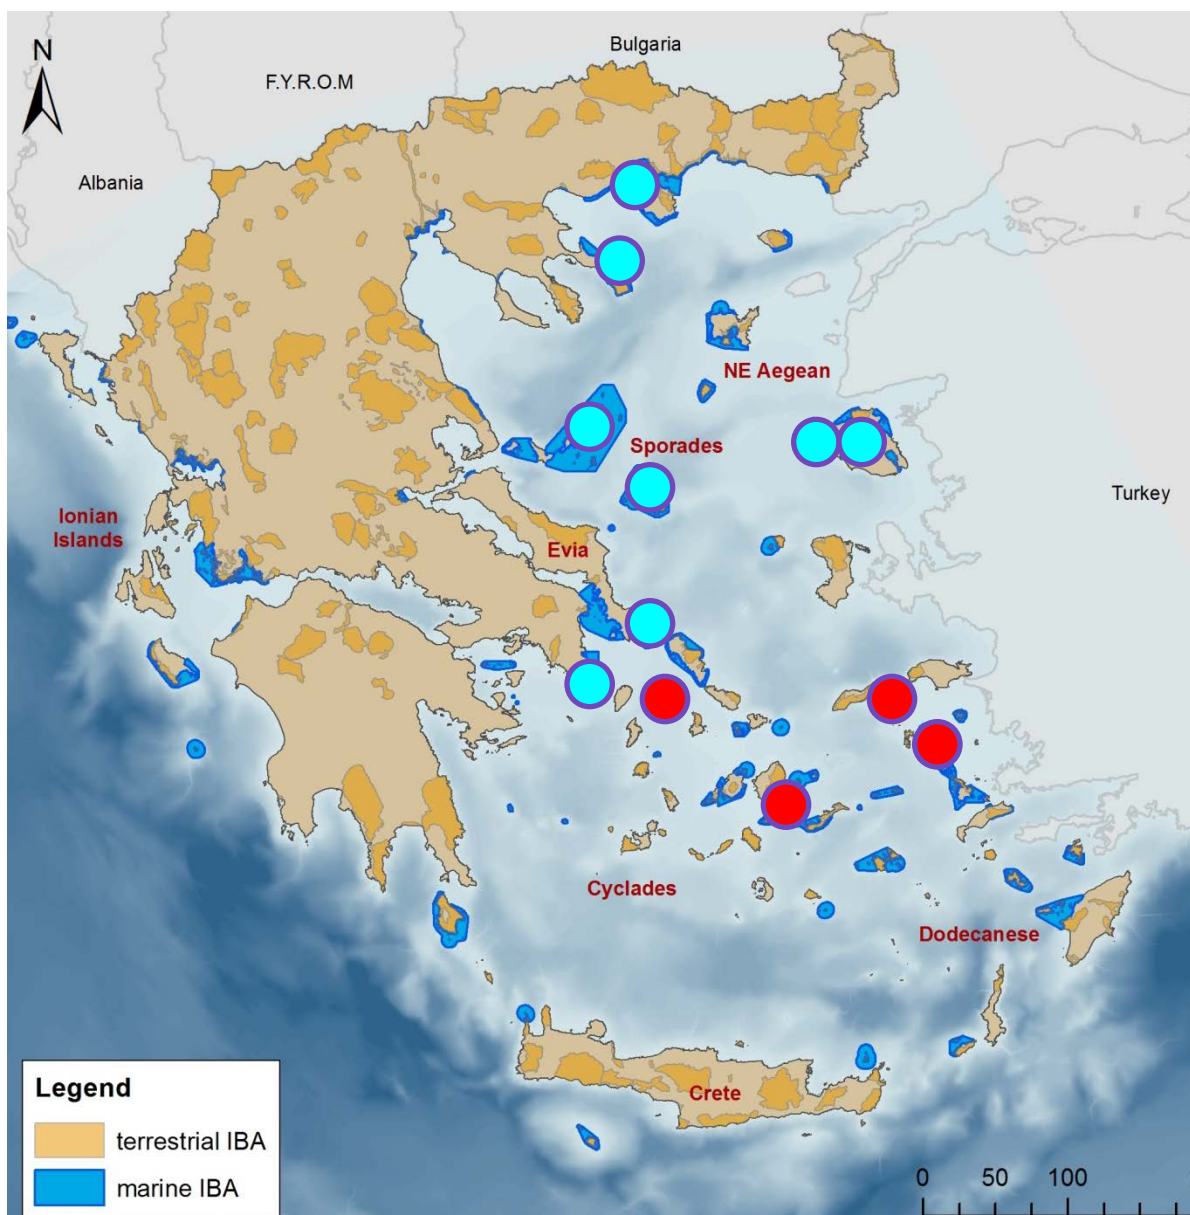 Bulgaria
N
F.Y.R.O.M
Albania
NE Aegean
Sporades
Turkey
Ionian
Islands
Evia
Cyclades
Dodecanese
Crete
Legend
terrestrial IBA
marine IBA
0 50 100